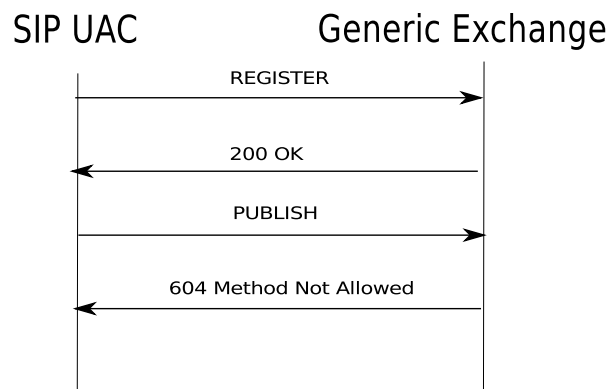 SIP UAC
Generic Exchange
REGISTER
200 OK
PUBLISH
604 Method Not Allowed